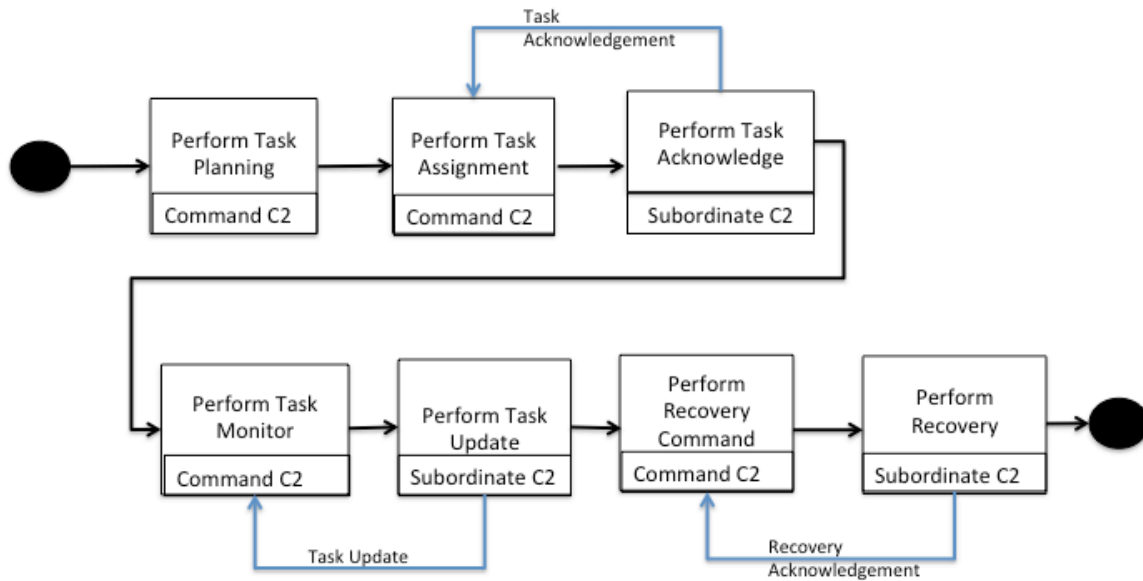 Task
Acknowledgement
Perform Task
Planning
Command C2
Perform Task
Assignment
Command C2
Perform Task
Acknowledge
Subordinate C2
Perform Task
Monitor
Command C2
Perform Task
Update
Subordinate C2
Perform
Recovery
Command
Command C2
Perform
Recovery
Subordinate C2
Task Update
Recovery
Acknowledgement